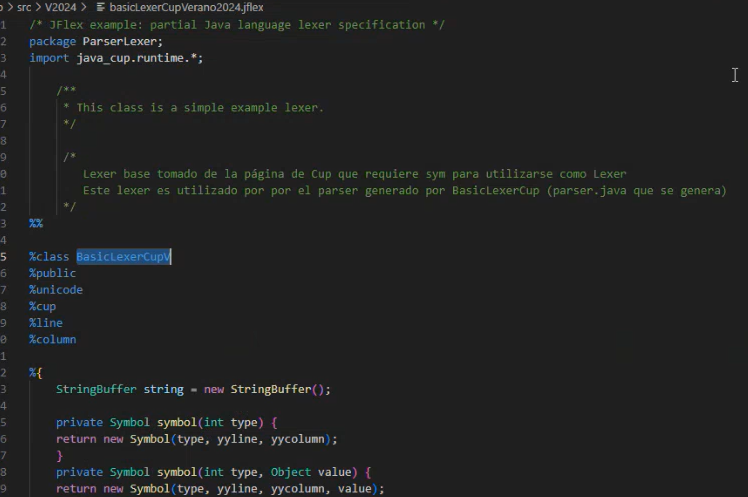 src > V2024 > basicLexerCupVerano2024.jflex
1 /* JFlex example: partial Java language lexer specification */
2 package ParserLexer;
3 import java_cup.runtime.*;
4
5 /**
6 * This class is a simple example lexer.
7 */
8
9 /*
0 Lexer base tomado de la página de Cup que requiere sym para utilizarse como Lexer
1 Este lexer es utilizado por por el parser generado por BasicLexerCup (parser.java que se genera)
2 */
3 %%
4
5 %class BasicLexerCupV
6 %public
7 %unicode
8 %cup
9 %line
0 %column
1
2 %{
3 StringBuffer string = new StringBuffer();
4
5 private Symbol symbol(int type) {
6 return new Symbol(type, yyline, yycolumn);
7 }
8 private Symbol symbol(int type, Object value) {
9 return new Symbol(type, yyline, yycolumn, value);